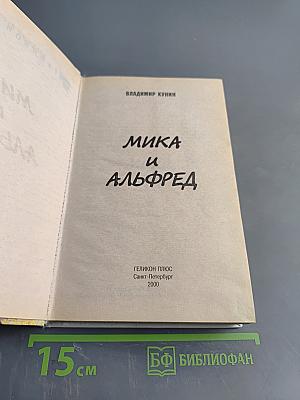 ВЛАДИМИР КУНИН
МИКА
и
АЛЬФРЕД
ГЕЛИКОН ПЛЮС
Санкт-Петербург
2000
15 см
БФ БИБЛИОФАН